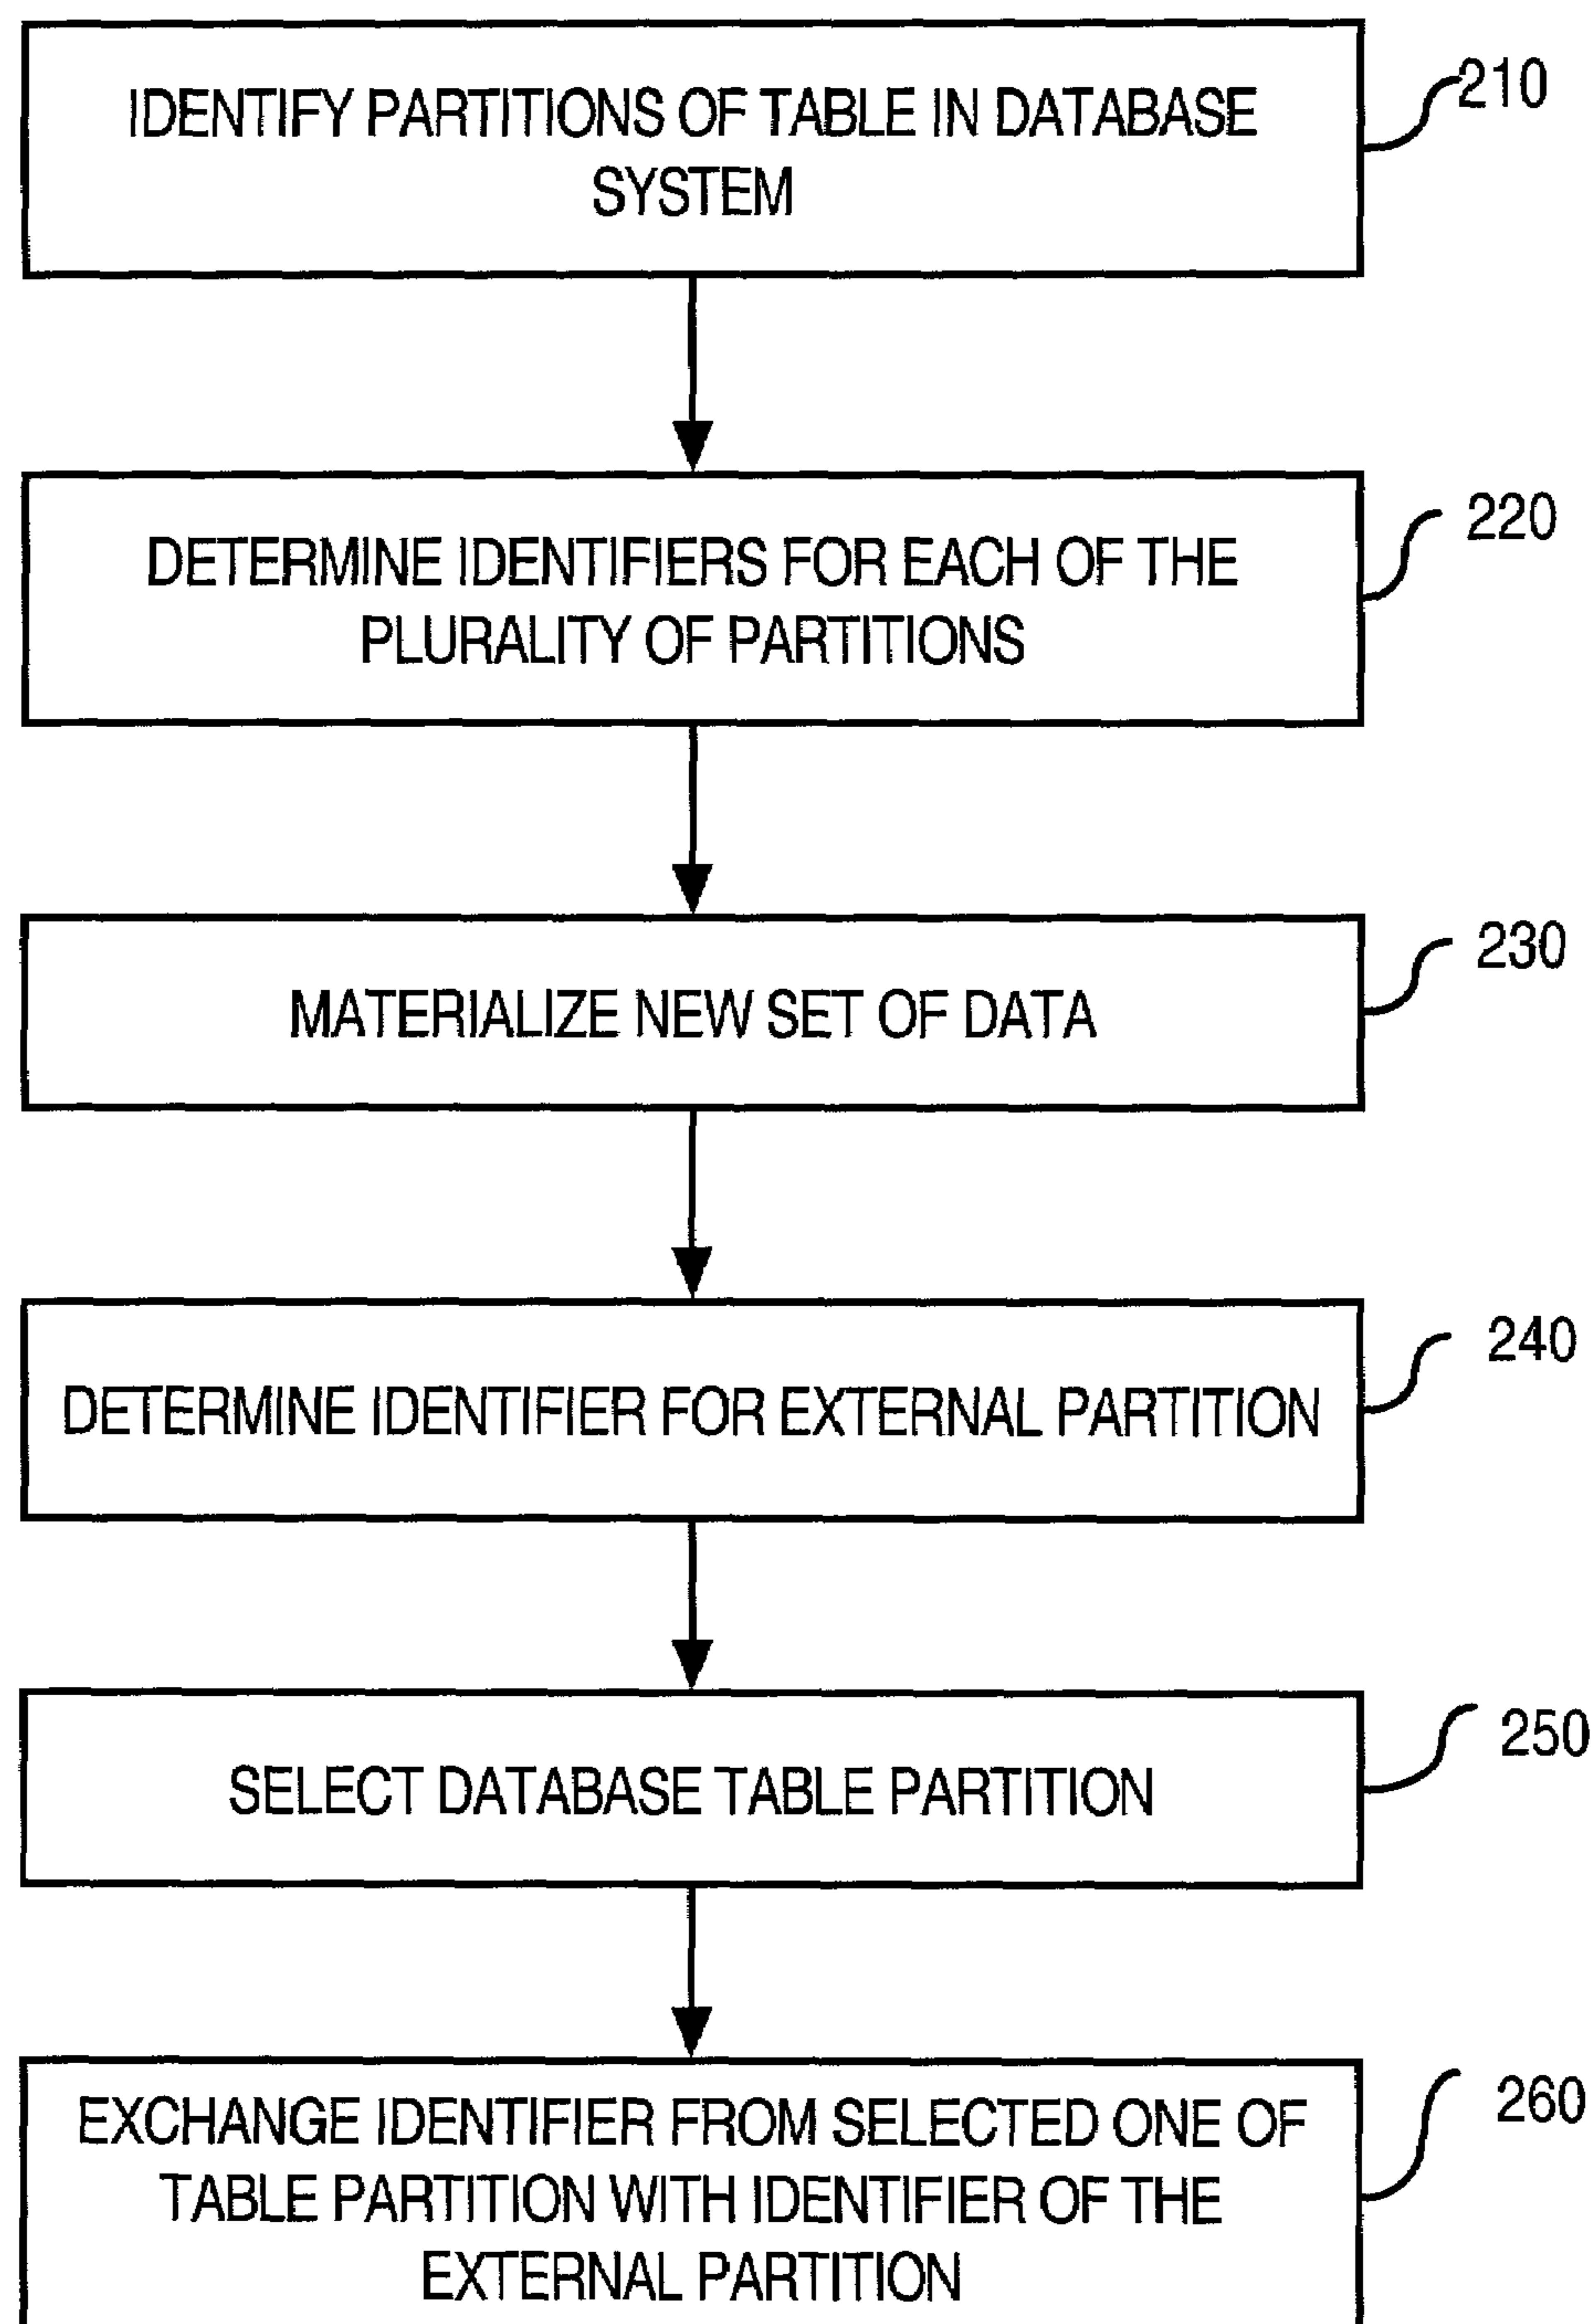 IDENTIFY PARTITIONS OF TABLE IN DATABASE
SYSTEM
210
DETERMINE IDENTIFIERS FOR EACH OF THE
PLURALITY OF PARTITIONS
220
MATERIALIZE NEW SET OF DATA
230
DETERMINE IDENTIFIER FOR EXTERNAL PARTITION
240
SELECT DATABASE TABLE PARTITION
250
EXCHANGE IDENTIFIER FROM SELECTED ONE OF
TABLE PARTITION WITH IDENTIFIER OF THE
EXTERNAL PARTITION
260